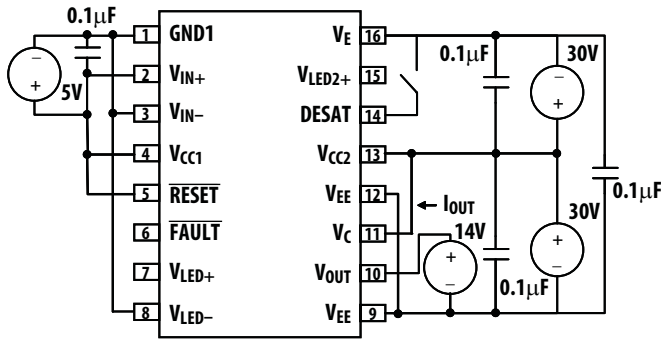 0.1μF
1 GND1
VE 16
0.1μF
30V
− +
5V
2 VIN+
VLED2+ 15
− +
3 VIN-
DESAT 14
4 VCC1
VCC2 13
5 RESET
VEE 12
IOUT
0.1μF
30V
6 FAULT
VC 11
14V
7 VLED+
VOUT 10
+ −
+ −
0.1μF
8 VLED-
VEE 9